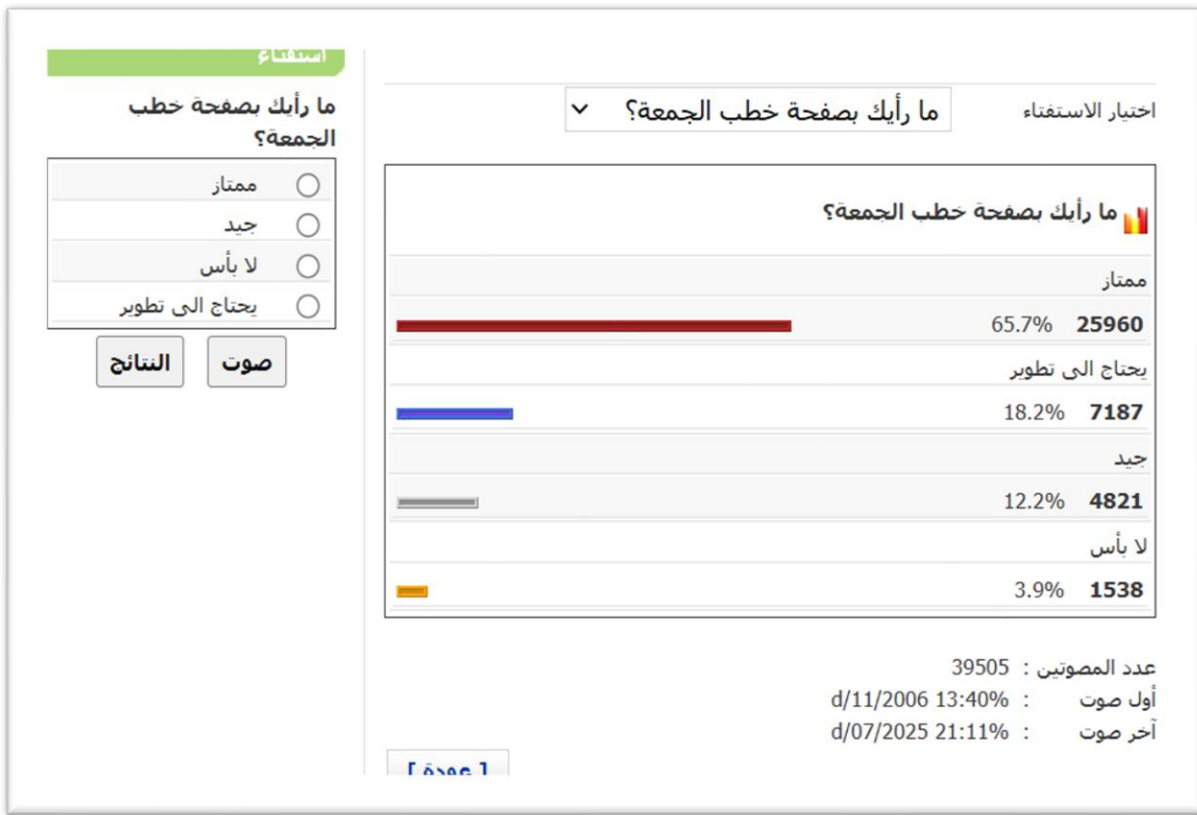 اختيار الاستفتاء
ما رأيك بصفحة خطب الجمعة؟
ما رأيك بصفحة خطب الجمعة؟
ممتاز
25960 65.7%
يحتاج الى تطوير
7187 18.2%
جيد
4821 12.2%
لا بأس
1538 3.9%
عدد المصوتين : 39505
أول صوت : d/11/2006 13:40%
آخر صوت : d/07/2025 21:11%
[ عودة ]
استفتاء
ما رأيك بصفحة خطب
الجمعة؟
ممتاز
جيد
لا بأس
يحتاج الى تطوير
صوت
النتائج